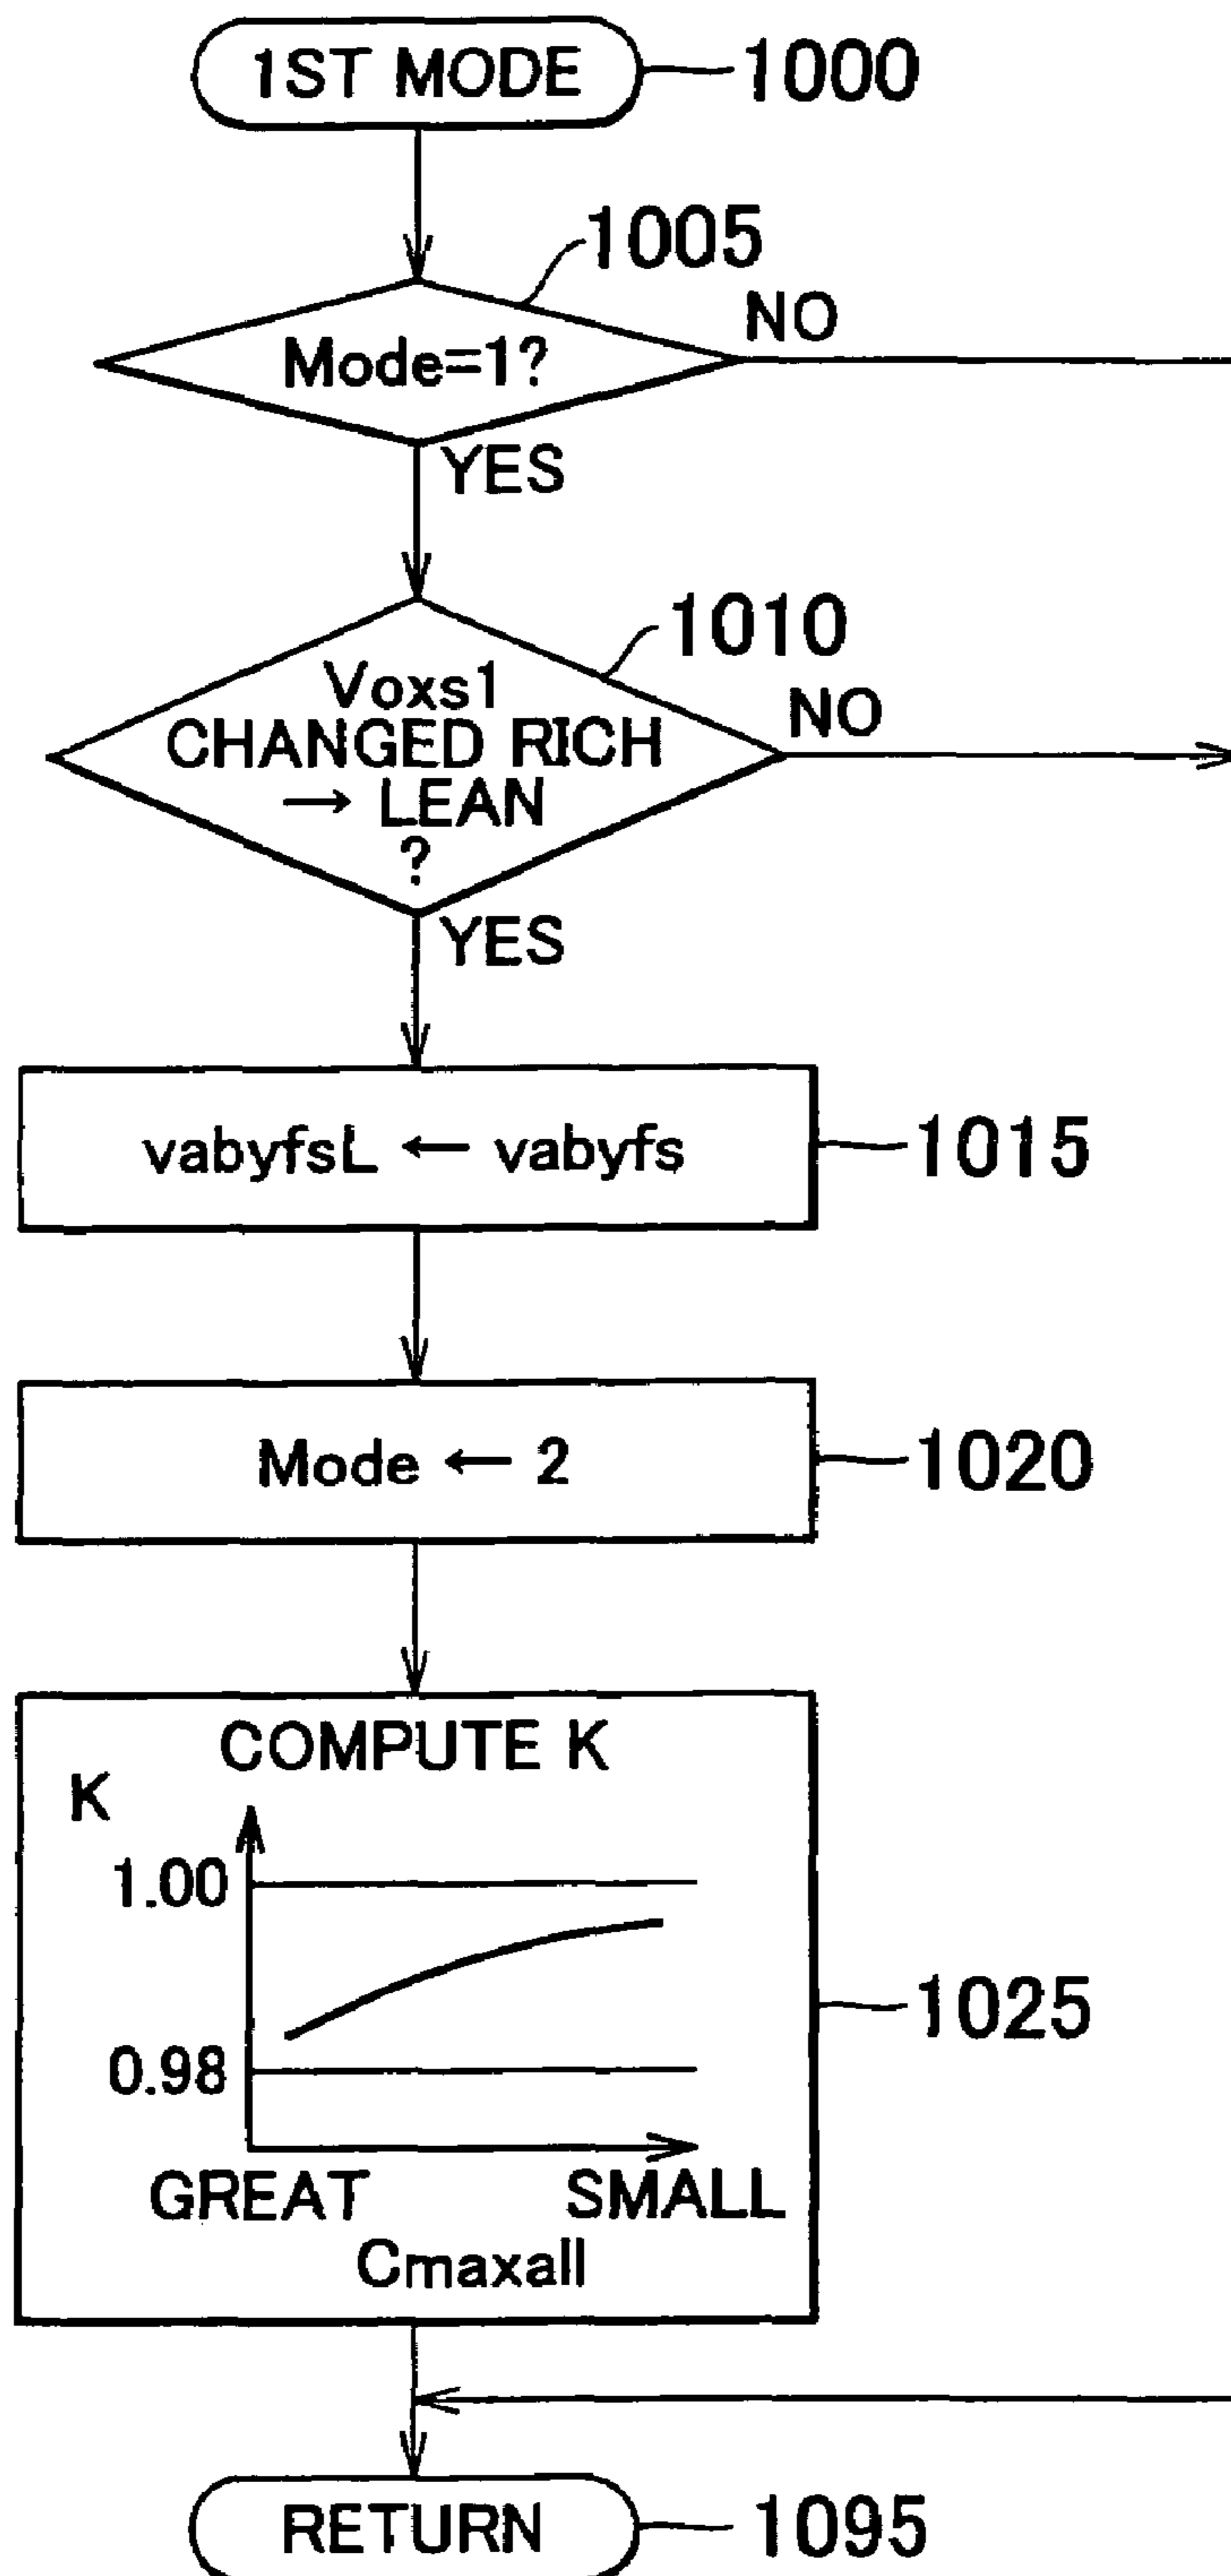 1ST MODE
1000
1005
Mode=1?
NO
YES
1010
Voxs1
CHANGED RICH
→ LEAN
?
NO
YES
vabyfsL ← vabyfs
1015
Mode ← 2
1020
COMPUTE K
K
1.00
0.98
1025
GREAT SMALL
Cmaxall
RETURN
1095